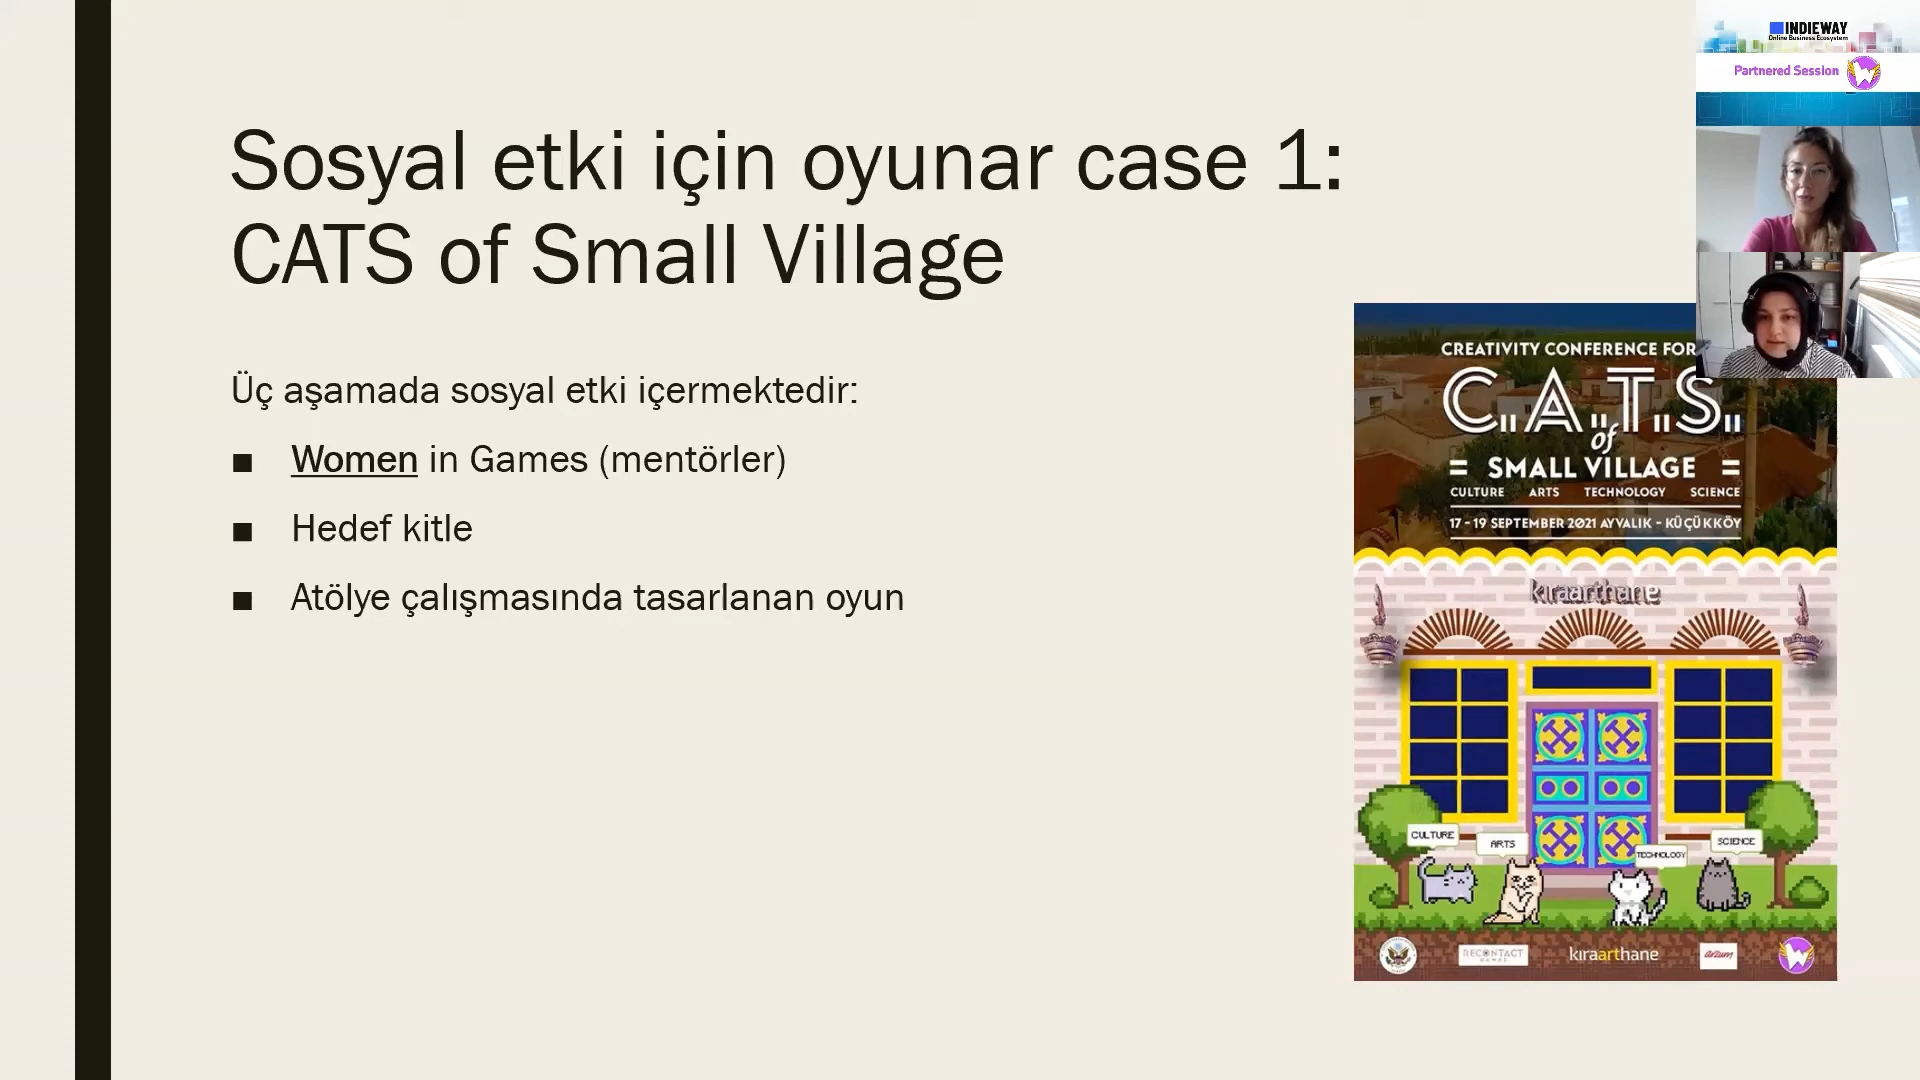 Sosyal etki için oyunar case 1:
CATS of Small Village
Üç aşamada sosyal etki içermektedir:
■ Women in Games (mentörler)
■ Hedef kitle
■ Atölye çalışmasında tasarlanan oyun
INDIEWAY
Online Business Ecosystem
Partnered Session
CREATIVITY CONFERENCE FOR
C.A.T.S.
of
= SMALL VILLAGE =
CULTURE ARTS TECHNOLOGY SCIENCE
17 - 19 SEPTEMBER 2021 AYVALIK - KÜÇÜKKÖY
kıraarthane
CULTURE
ARTS
TECHNOLOGY
SCIENCE
RECONTACT
GAMES
kıraarthane
arzum
W